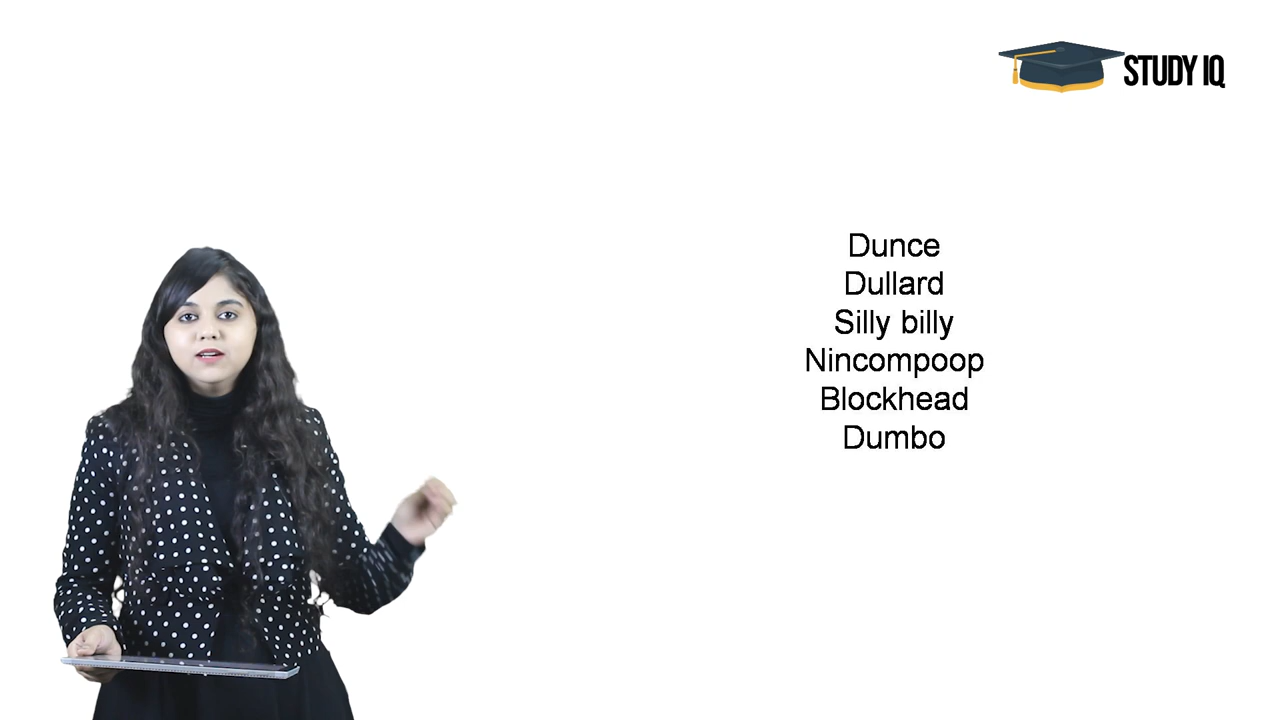 STUDY IQ
Dunce
Dullard
Silly billy
Nincompoop
Blockhead
Dumbo